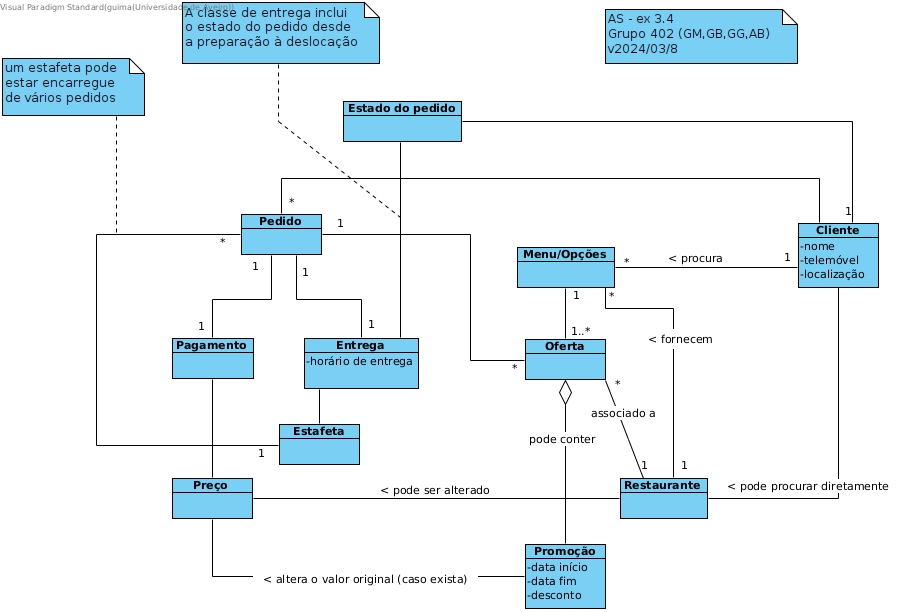 Visual Paradigm Standard(guima(Universidade de Aveiro))
A classe de entrega inclui
o estado do pedido desde
a preparação à deslocação
AS - ex 3.4
Grupo 402 (GM,GB,GG,AB)
v2024/03/8
um estafeta pode
estar encarregue
de vários pedidos
Estado do pedido
*
1
Pedido
1
*
Cliente
-nome
-telemóvel
-localização
Menu/Opções
*
< procura
1
1
1
1
*
1
1
1..*
Pagamento
Entrega
-horário de entrega
Oferta
< fornecem
*
*
associado a
Estafeta
1
pode conter
1
1
Preço
< pode ser alterado
Restaurante
< pode procurar diretamente
Promoção
-data início
-data fim
-desconto
< altera o valor original (caso exista)